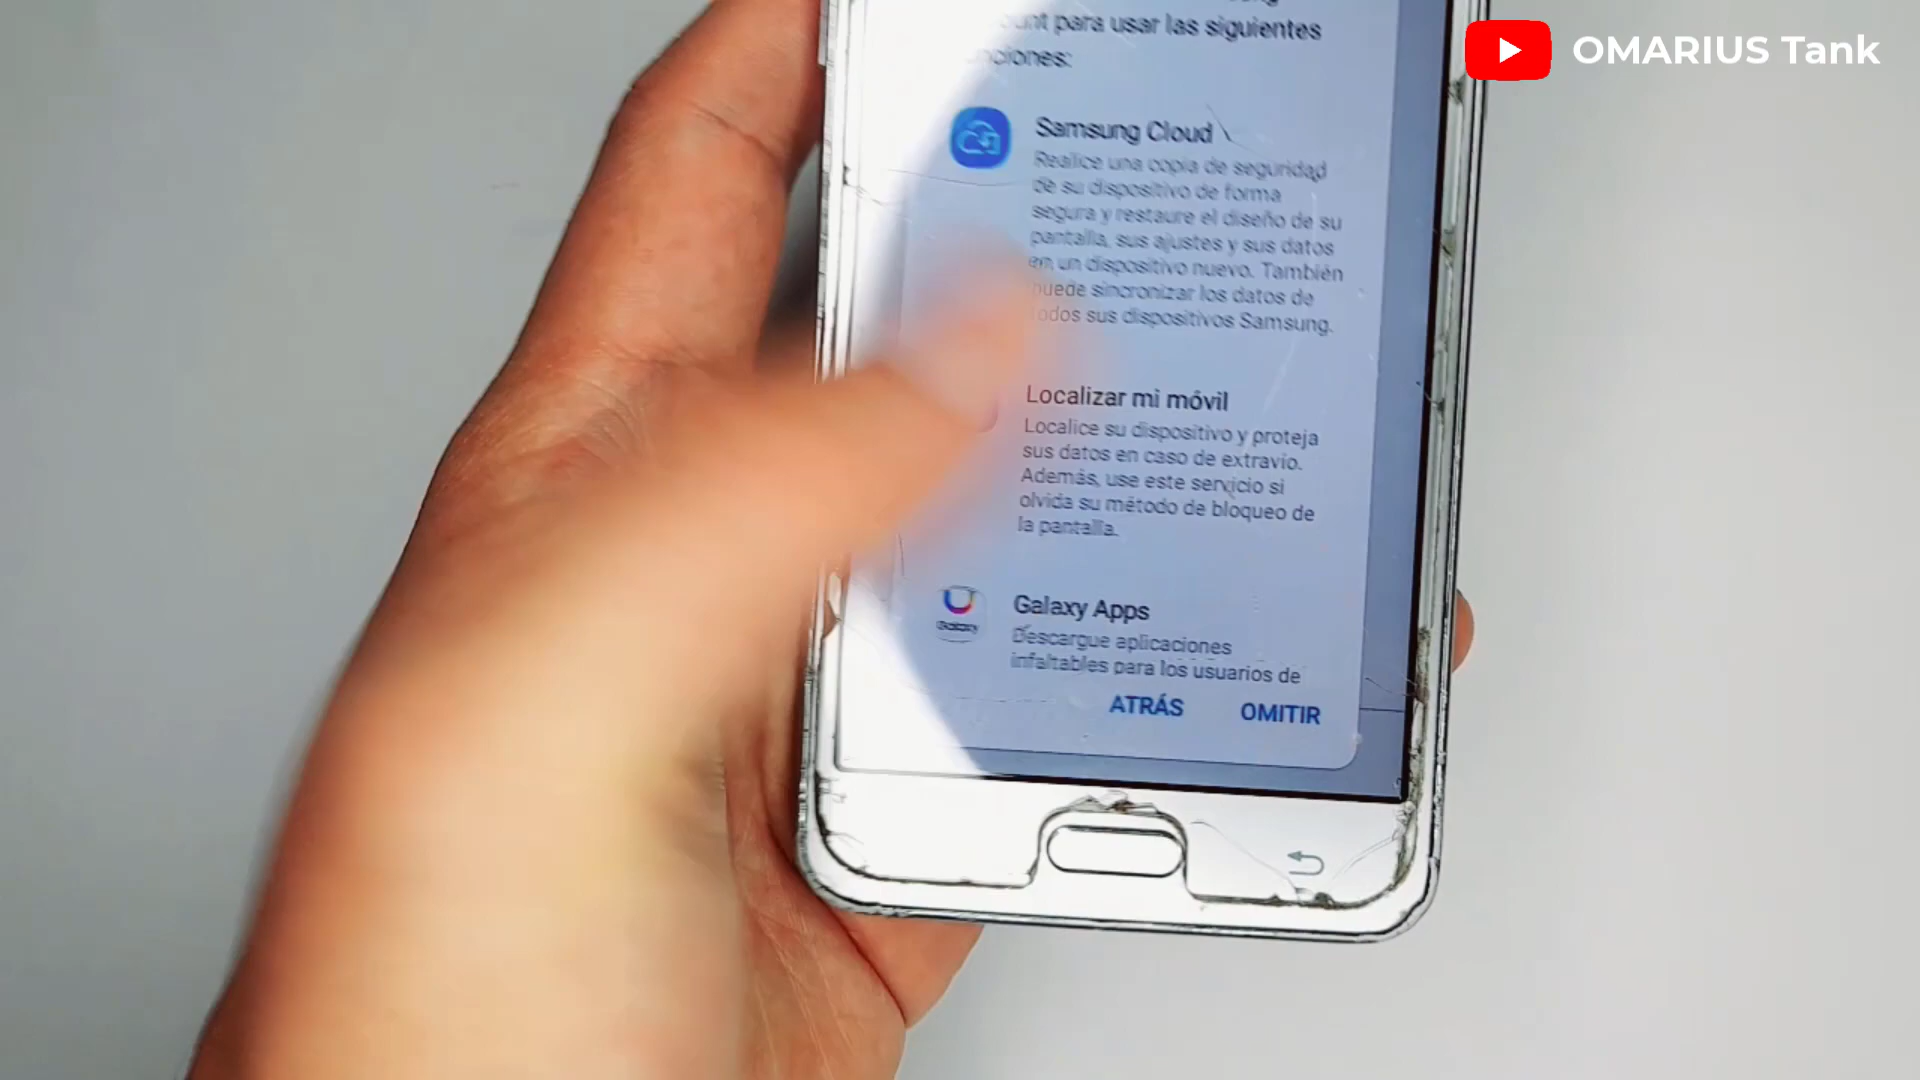 OMARIUS Tank
para usar las siguientes
Samsung Cloud
Realice una copia de seguridad
de su dispositivo de forma
segura y restaure el diseño de su
pantalla, sus ajustes y sus datos
en un dispositivo nuevo. También
puede sincronizar los datos de
todos sus dispositivos Samsung.
Localizar mi móvil
Localice su dispositivo y proteja
sus datos en caso de extravío.
Además, use este servicio si
olvida su método de bloqueo de
la pantalla.
Galaxy
Galaxy Apps
Descargue aplicaciones
infaltables para los usuarios de
ATRÁS
OMITIR